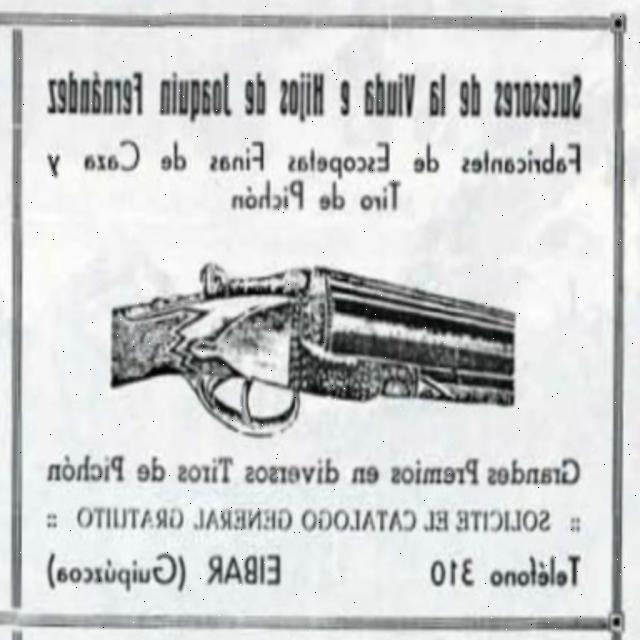 Sucesores de la Viuda e Hijos de Joaquín Fernández
Fabricantes de Escopetas Finas de Caza y
Tiro de Pichón
Grandes Premios en diversos Tiros de Pichón
:: SOLICITE EL CATALOGO GENERAL GRATUITO ::
Teléfono 310 EIBAR (Guipúzcoa)